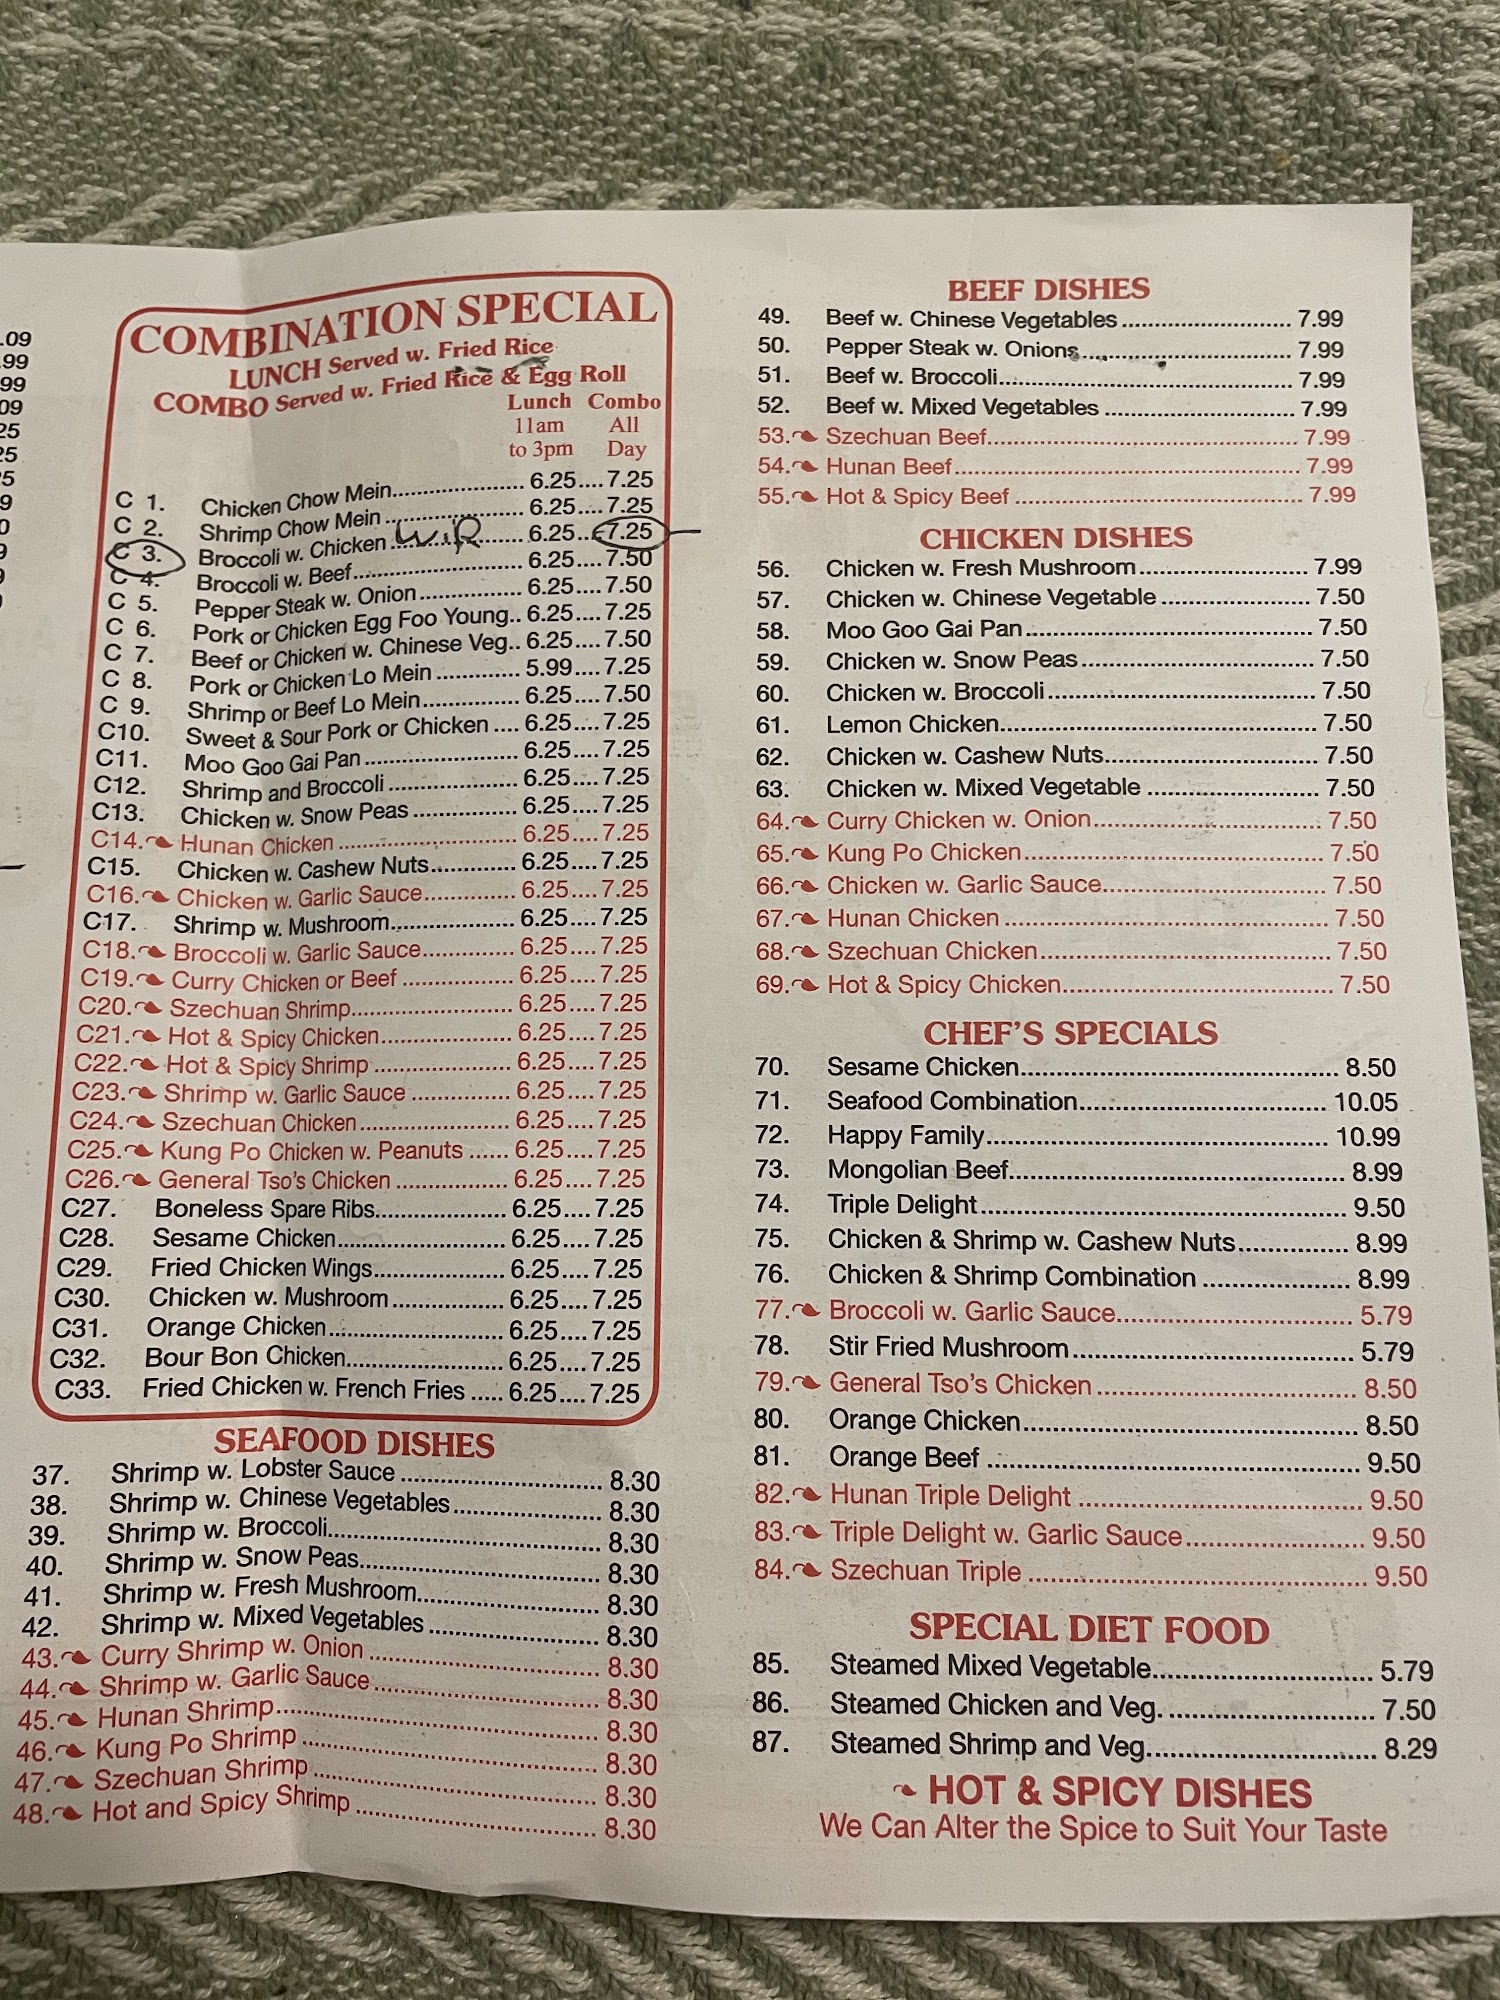 .09
.99
99
09
25
25
5
9
0
COMBINATION SPECIAL
LUNCH Served w. Fried Rice
COMBO Served w. Fried Rice & Egg Roll
Lunch Combo
11am All
to 3pm Day
C 1. Chicken Chow Mein 6.25 7.25
C 2. Shrimp Chow Mein 6.25 7.25
C 3. Broccoli w. Chicken W.R 6.25 7.25
C 4. Broccoli w. Beef 6.25 7.50
C 5. Pepper Steak w. Onion 6.25 7.50
C 6. Pork or Chicken Egg Foo Young 6.25 7.25
C 7. Beef or Chicken w. Chinese Veg. 6.25 7.50
C 8. Pork or Chicken Lo Mein 5.99 7.25
C 9. Shrimp or Beef Lo Mein 6.25 7.50
C10. Sweet & Sour Pork or Chicken 6.25 7.25
C11. Moo Goo Gai Pan 6.25 7.25
C12. Shrimp and Broccoli 6.25 7.25
C13. Chicken w. Snow Peas 6.25 7.25
C14. Hunan Chicken 6.25 7.25
C15. Chicken w. Cashew Nuts 6.25 7.25
C16. Chicken w. Garlic Sauce 6.25 7.25
C17. Shrimp w. Mushroom 6.25 7.25
C18. Broccoli w. Garlic Sauce 6.25 7.25
C19. Curry Chicken or Beef 6.25 7.25
C20. Szechuan Shrimp 6.25 7.25
C21. Hot & Spicy Chicken 6.25 7.25
C22. Hot & Spicy Shrimp 6.25 7.25
C23. Shrimp w. Garlic Sauce 6.25 7.25
C24. Szechuan Chicken 6.25 7.25
C25. Kung Po Chicken w. Peanuts 6.25 7.25
C26. General Tso's Chicken 6.25 7.25
C27. Boneless Spare Ribs 6.25 7.25
C28. Sesame Chicken 6.25 7.25
C29. Fried Chicken Wings 6.25 7.25
C30. Chicken w. Mushroom 6.25 7.25
C31. Orange Chicken 6.25 7.25
C32. Bour Bon Chicken 6.25 7.25
C33. Fried Chicken w. French Fries 6.25 7.25
SEAFOOD DISHES
37. Shrimp w. Lobster Sauce 8.30
38. Shrimp w. Chinese Vegetables 8.30
39. Shrimp w. Broccoli 8.30
40. Shrimp w. Snow Peas 8.30
41. Shrimp w. Fresh Mushroom 8.30
42. Shrimp w. Mixed Vegetables 8.30
43. Curry Shrimp w. Onion 8.30
44. Shrimp w. Garlic Sauce 8.30
45. Hunan Shrimp 8.30
46. Kung Po Shrimp 8.30
47. Szechuan Shrimp 8.30
48. Hot and Spicy Shrimp 8.30
BEEF DISHES
49. Beef w. Chinese Vegetables 7.99
50. Pepper Steak w. Onions 7.99
51. Beef w. Broccoli 7.99
52. Beef w. Mixed Vegetables 7.99
53. Szechuan Beef 7.99
54. Hunan Beef 7.99
55. Hot & Spicy Beef 7.99
CHICKEN DISHES
56. Chicken w. Fresh Mushroom 7.99
57. Chicken w. Chinese Vegetable 7.50
58. Moo Goo Gai Pan 7.50
59. Chicken w. Snow Peas 7.50
60. Chicken w. Broccoli 7.50
61. Lemon Chicken 7.50
62. Chicken w. Cashew Nuts 7.50
63. Chicken w. Mixed Vegetable 7.50
64. Curry Chicken w. Onion 7.50
65. Kung Po Chicken 7.50
66. Chicken w. Garlic Sauce 7.50
67. Hunan Chicken 7.50
68. Szechuan Chicken 7.50
69. Hot & Spicy Chicken 7.50
CHEF'S SPECIALS
70. Sesame Chicken 8.50
71. Seafood Combination 10.05
72. Happy Family 10.99
73. Mongolian Beef 8.99
74. Triple Delight 9.50
75. Chicken & Shrimp w. Cashew Nuts 8.99
76. Chicken & Shrimp Combination 8.99
77. Broccoli w. Garlic Sauce 5.79
78. Stir Fried Mushroom 5.79
79. General Tso's Chicken 8.50
80. Orange Chicken 8.50
81. Orange Beef 9.50
82. Hunan Triple Delight 9.50
83. Triple Delight w. Garlic Sauce 9.50
84. Szechuan Triple 9.50
SPECIAL DIET FOOD
85. Steamed Mixed Vegetable 5.79
86. Steamed Chicken and Veg. 7.50
87. Steamed Shrimp and Veg. 8.29
HOT & SPICY DISHES
We Can Alter the Spice to Suit Your Taste